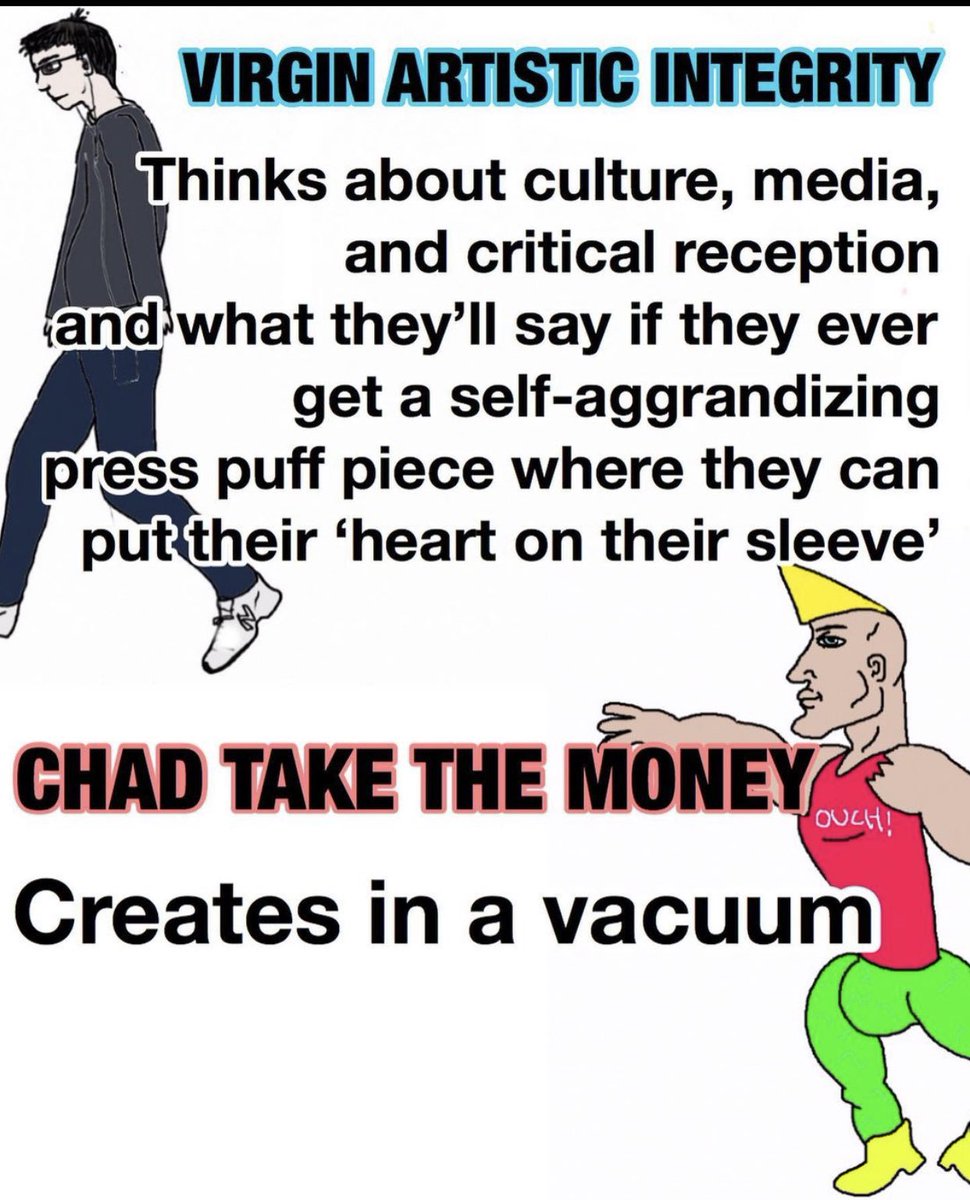 VIRGIN ARTISTIC INTEGRITY
Thinks about culture, media,
and critical reception
and what they’ll say if they ever
get a self-aggrandizing
press puff piece where they can
put their ‘heart on their sleeve’
CHAD TAKE THE MONEY
OUCH!
Creates in a vacuum